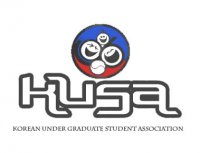 KUSA
KOREAN UNDER GRADUATE STUDENT ASSOCIATION